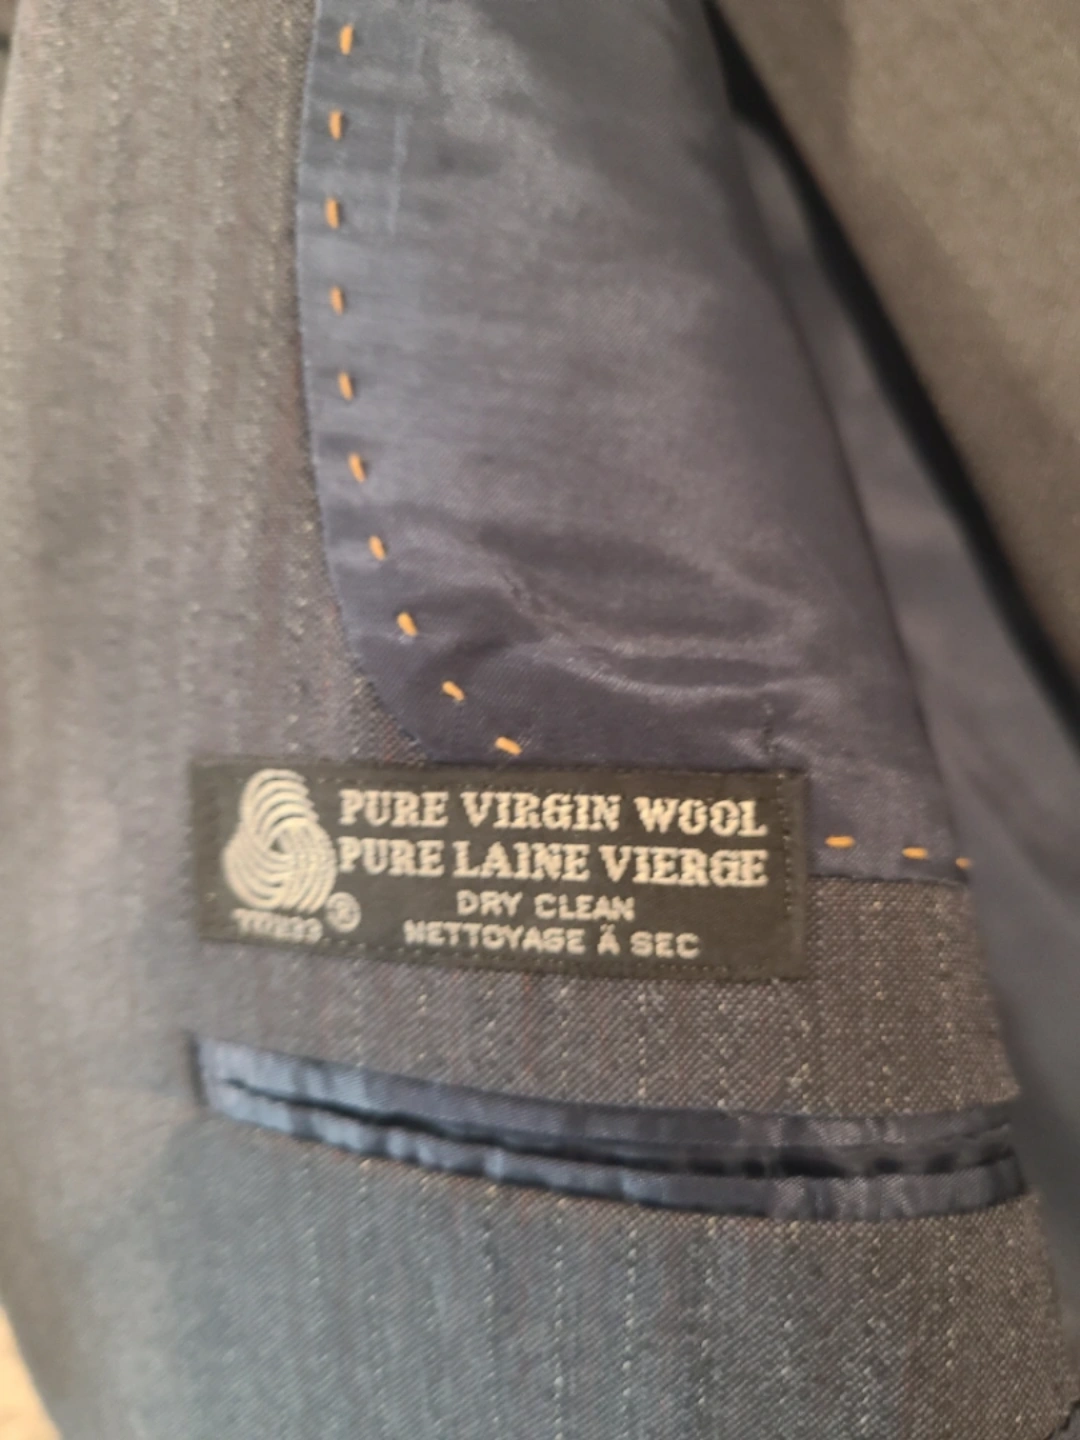 PURE VIRGIN WOOL
PURE LAINE VIERGE
DRY CLEAN
NETTOYAGE À SEC
®